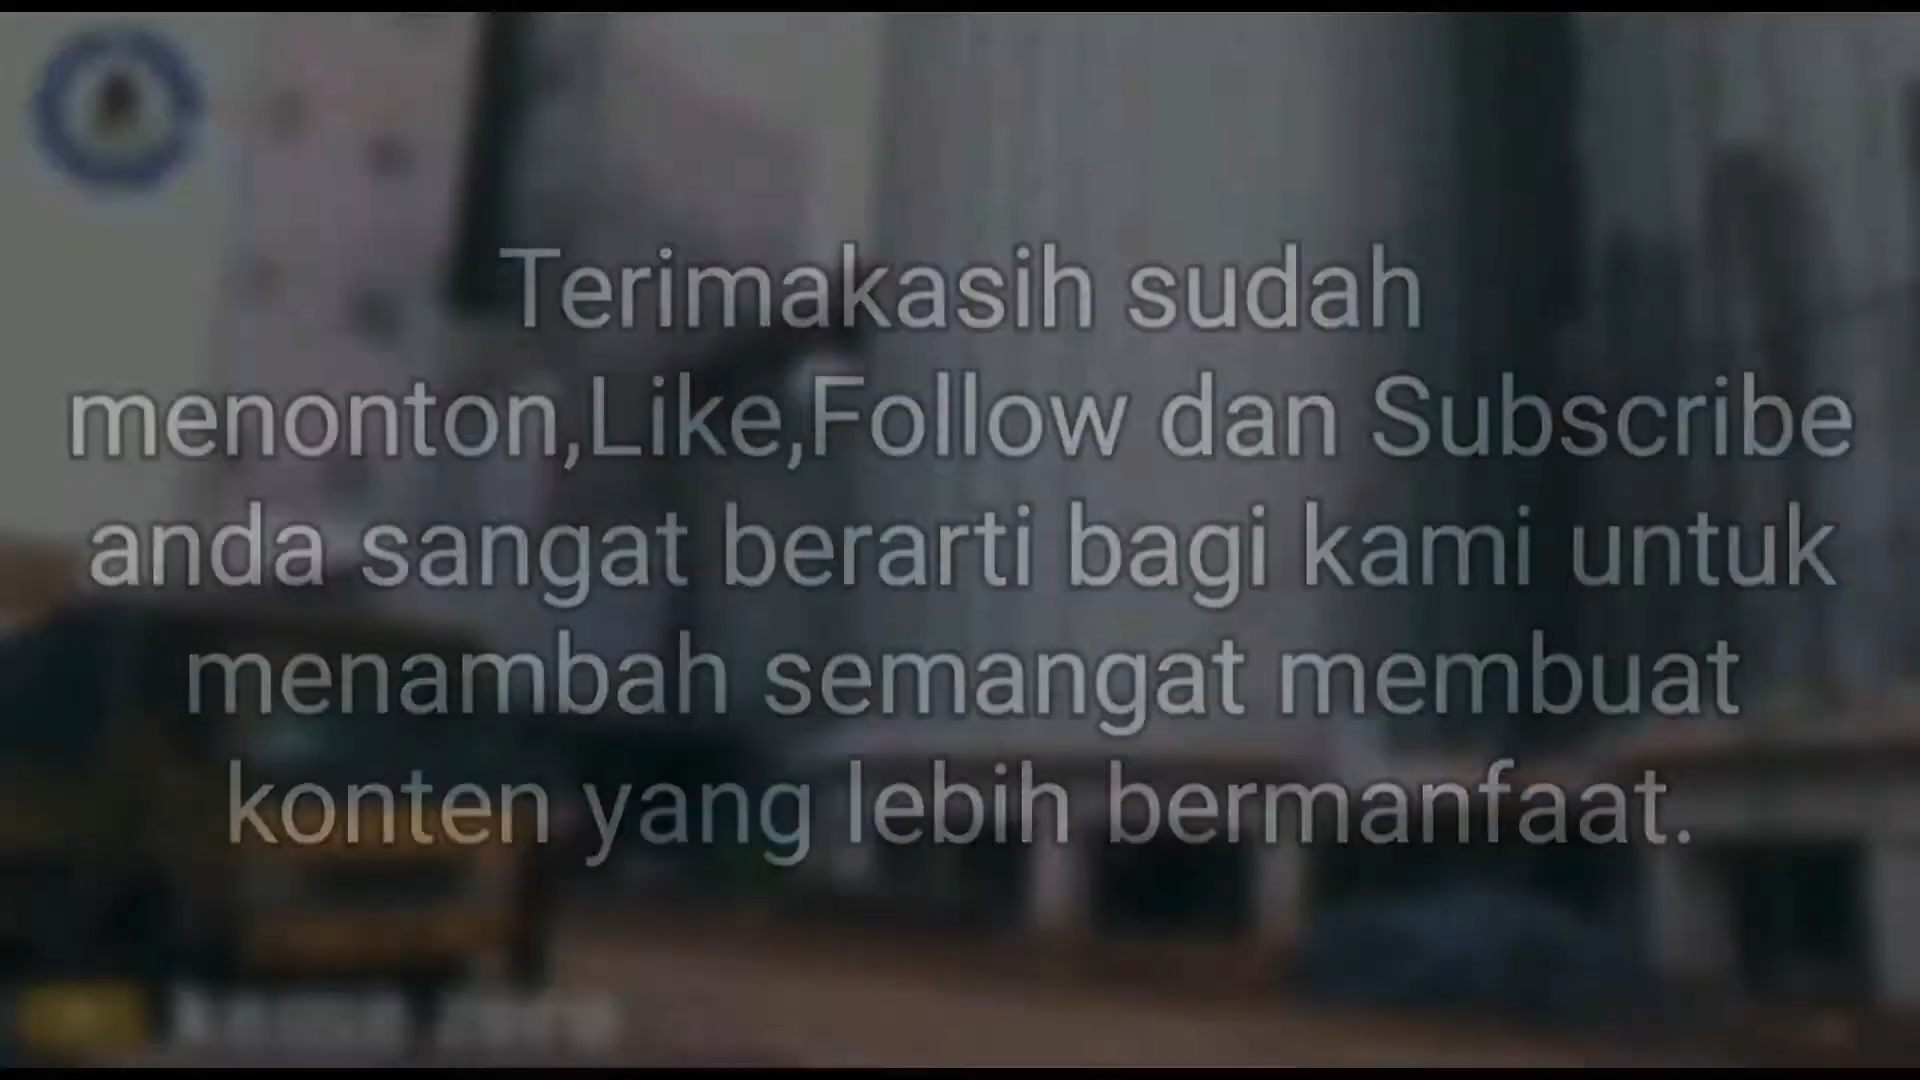 Terimakasih sudah
menonton,Like,Follow dan Subscribe
anda sangat berarti bagi kami untuk
menambah semangat membuat
konten yang lebih bermanfaat.